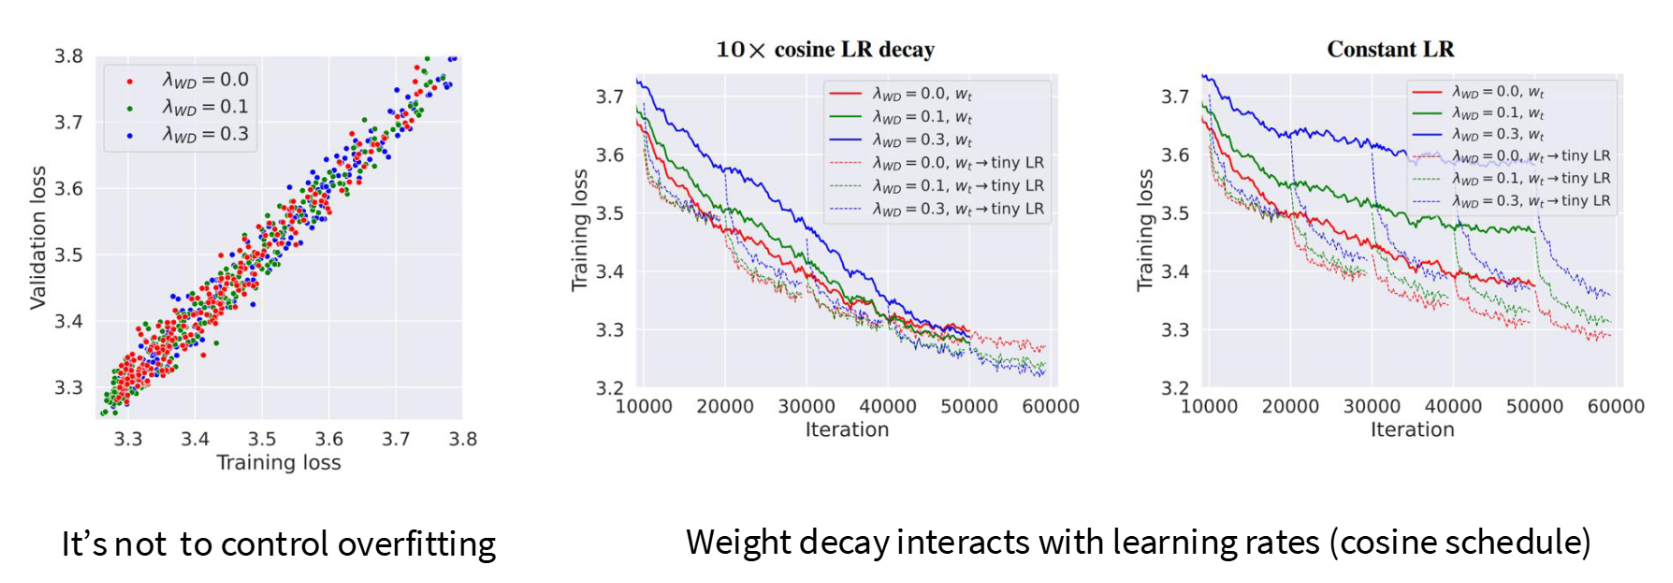 3.8
3.7
3.6
3.5
3.4
3.3
Validation loss
λWD = 0.0
λWD = 0.1
λWD = 0.3
3.3 3.4 3.5 3.6 3.7 3.8
Training loss
10× cosine LR decay
3.7
3.6
3.5
3.4
3.3
3.2
Training loss
λWD = 0.0, wt
λWD = 0.1, wt
λWD = 0.3, wt
λWD = 0.0, wt → tiny LR
λWD = 0.1, wt → tiny LR
λWD = 0.3, wt → tiny LR
10000 20000 30000 40000 50000 60000
Iteration
Constant LR
3.7
3.6
3.5
3.4
3.3
3.2
Training loss
λWD = 0.0, wt
λWD = 0.1, wt
λWD = 0.3, wt
λWD = 0.0, wt → tiny LR
λWD = 0.1, wt → tiny LR
λWD = 0.3, wt → tiny LR
10000 20000 30000 40000 50000 60000
Iteration
It's not to control overfitting
Weight decay interacts with learning rates (cosine schedule)